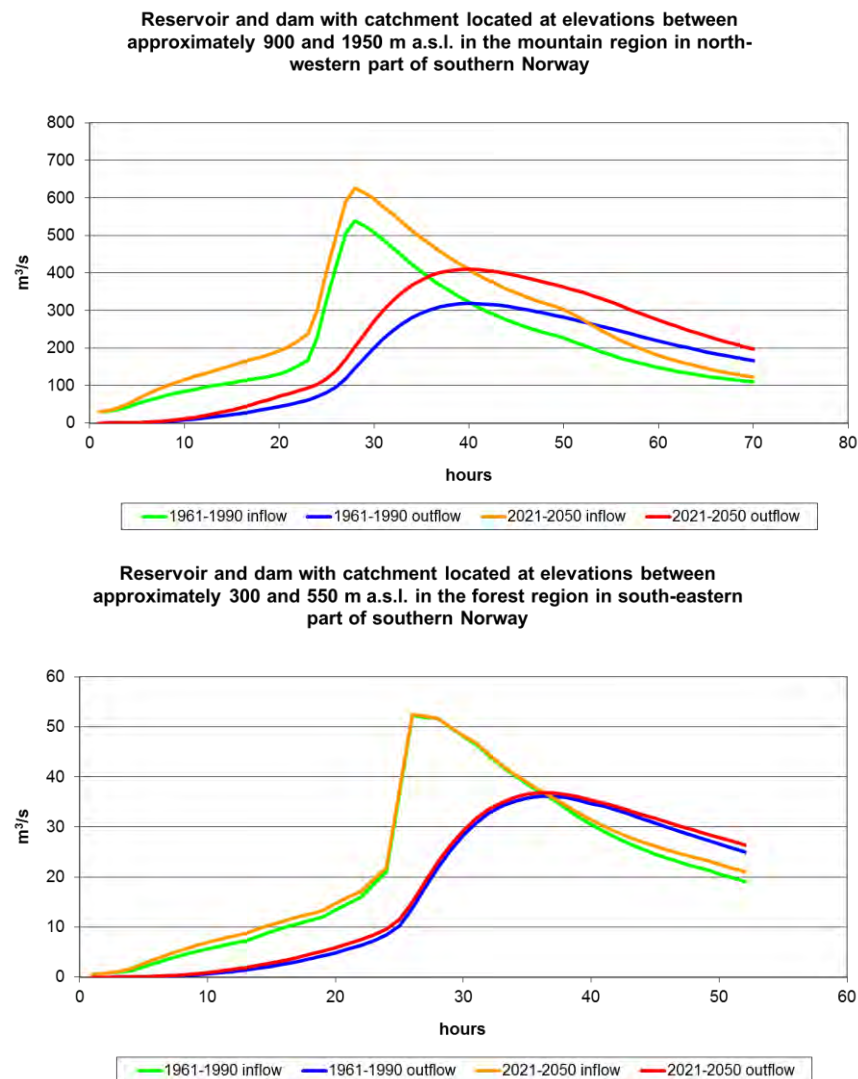 Reservoir and dam with catchment located at elevations between
approximately 900 and 1950 m a.s.l. in the mountain region in north-
western part of southern Norway
800
700
600
500
400
300
200
100
0
m³/s
0 10 20 30 40 50 60 70 80
hours
1961-1990 inflow 1961-1990 outflow 2021-2050 inflow 2021-2050 outflow
Reservoir and dam with catchment located at elevations between
approximately 300 and 550 m a.s.l. in the forest region in south-eastern
part of southern Norway
60
50
40
30
20
10
0
m³/s
0 10 20 30 40 50 60
hours
1961-1990 inflow 1961-1990 outflow 2021-2050 inflow 2021-2050 outflow